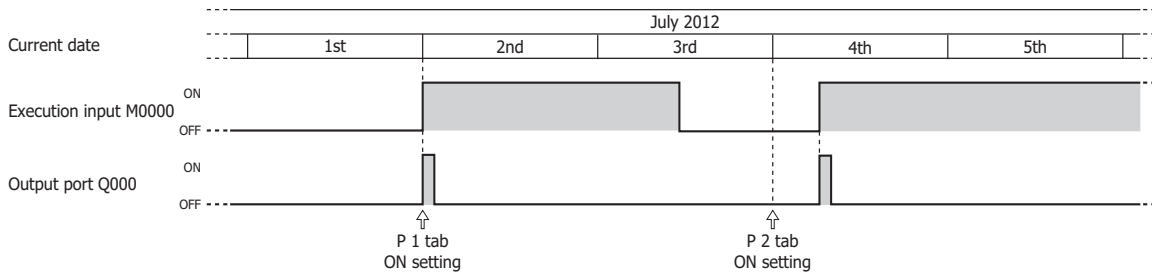 July 2012
Current date
1st
2nd
3rd
4th
5th
ON
Execution input M0000
OFF
ON
Output port Q000
OFF
P 1 tab
ON setting
P 2 tab
ON setting